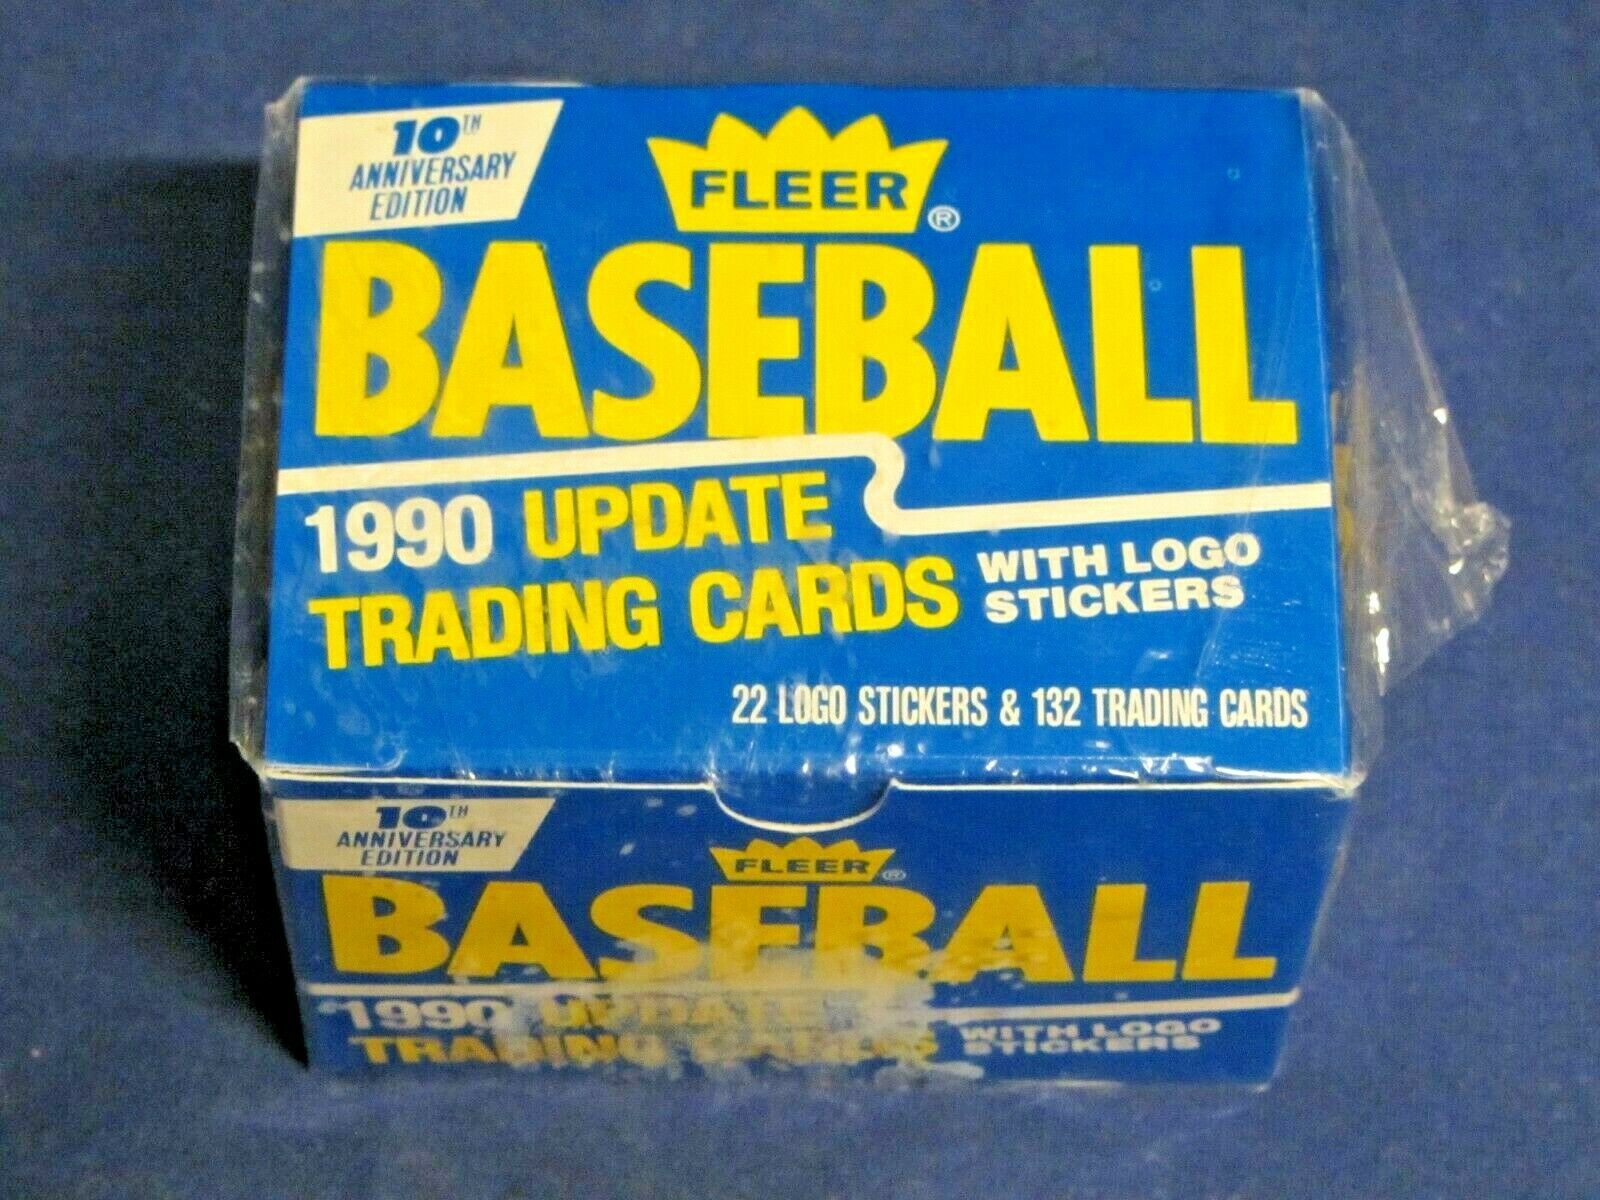 10TH
ANNIVERSARY
EDITION
FLEER®
BASEBALL
1990 UPDATE
TRADING CARDS
WITH LOGO
STICKERS
22 LOGO STICKERS & 132 TRADING CARDS
10TH
ANNIVERSARY
EDITION
FLEER®
BASEBALL
1990 UPDATE
TRADING CARDS
WITH LOGO
STICKERS